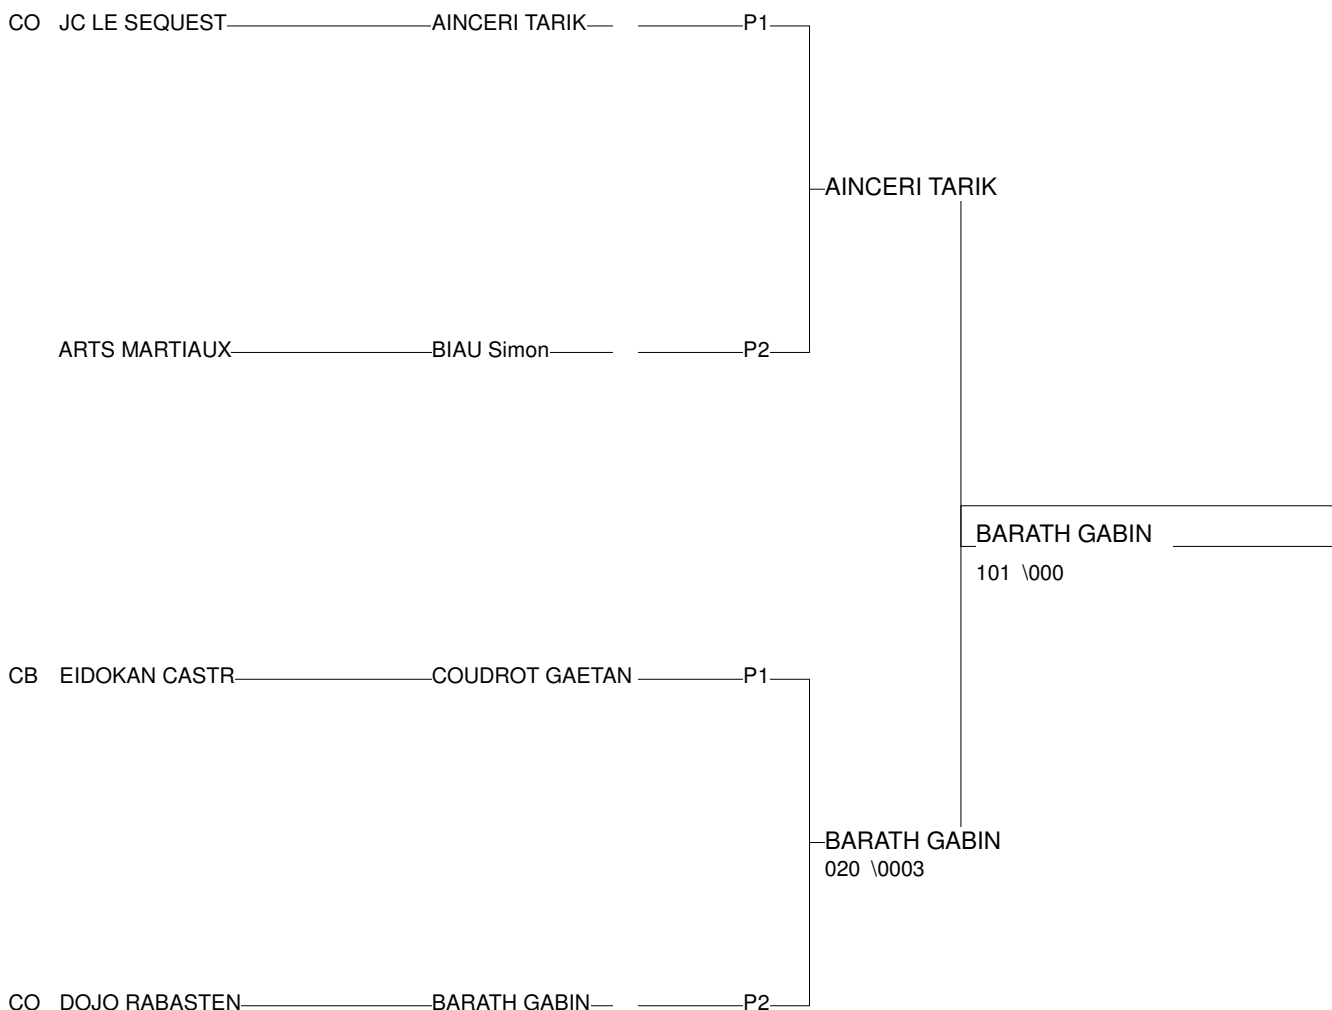 CO JC LE SEQUEST AINCERI TARIK P1
AINCERI TARIK
ARTS MARTIAUX BIAU Simon P2
BARATH GABIN
101 \000
CB EIDOKAN CASTR COUDROT GAETAN P1
BARATH GABIN
020 \0003
CO DOJO RABASTEN BARATH GABIN P2